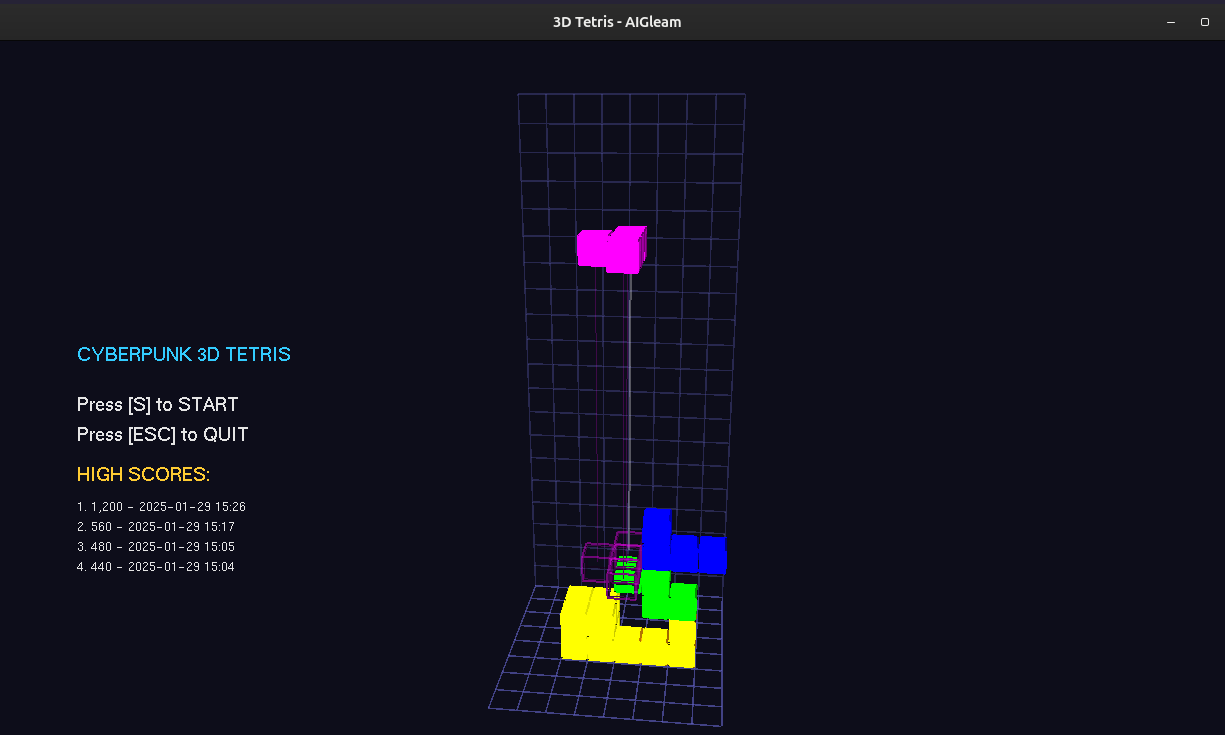 3D Tetris - AIGleam
CYBERPUNK 3D TETRIS
Press [S] to START
Press [ESC] to QUIT
HIGH SCORES:
1. 1,200 - 2025-01-29 15:26
2. 560 - 2025-01-29 15:17
3. 480 - 2025-01-29 15:05
4. 440 - 2025-01-29 15:04